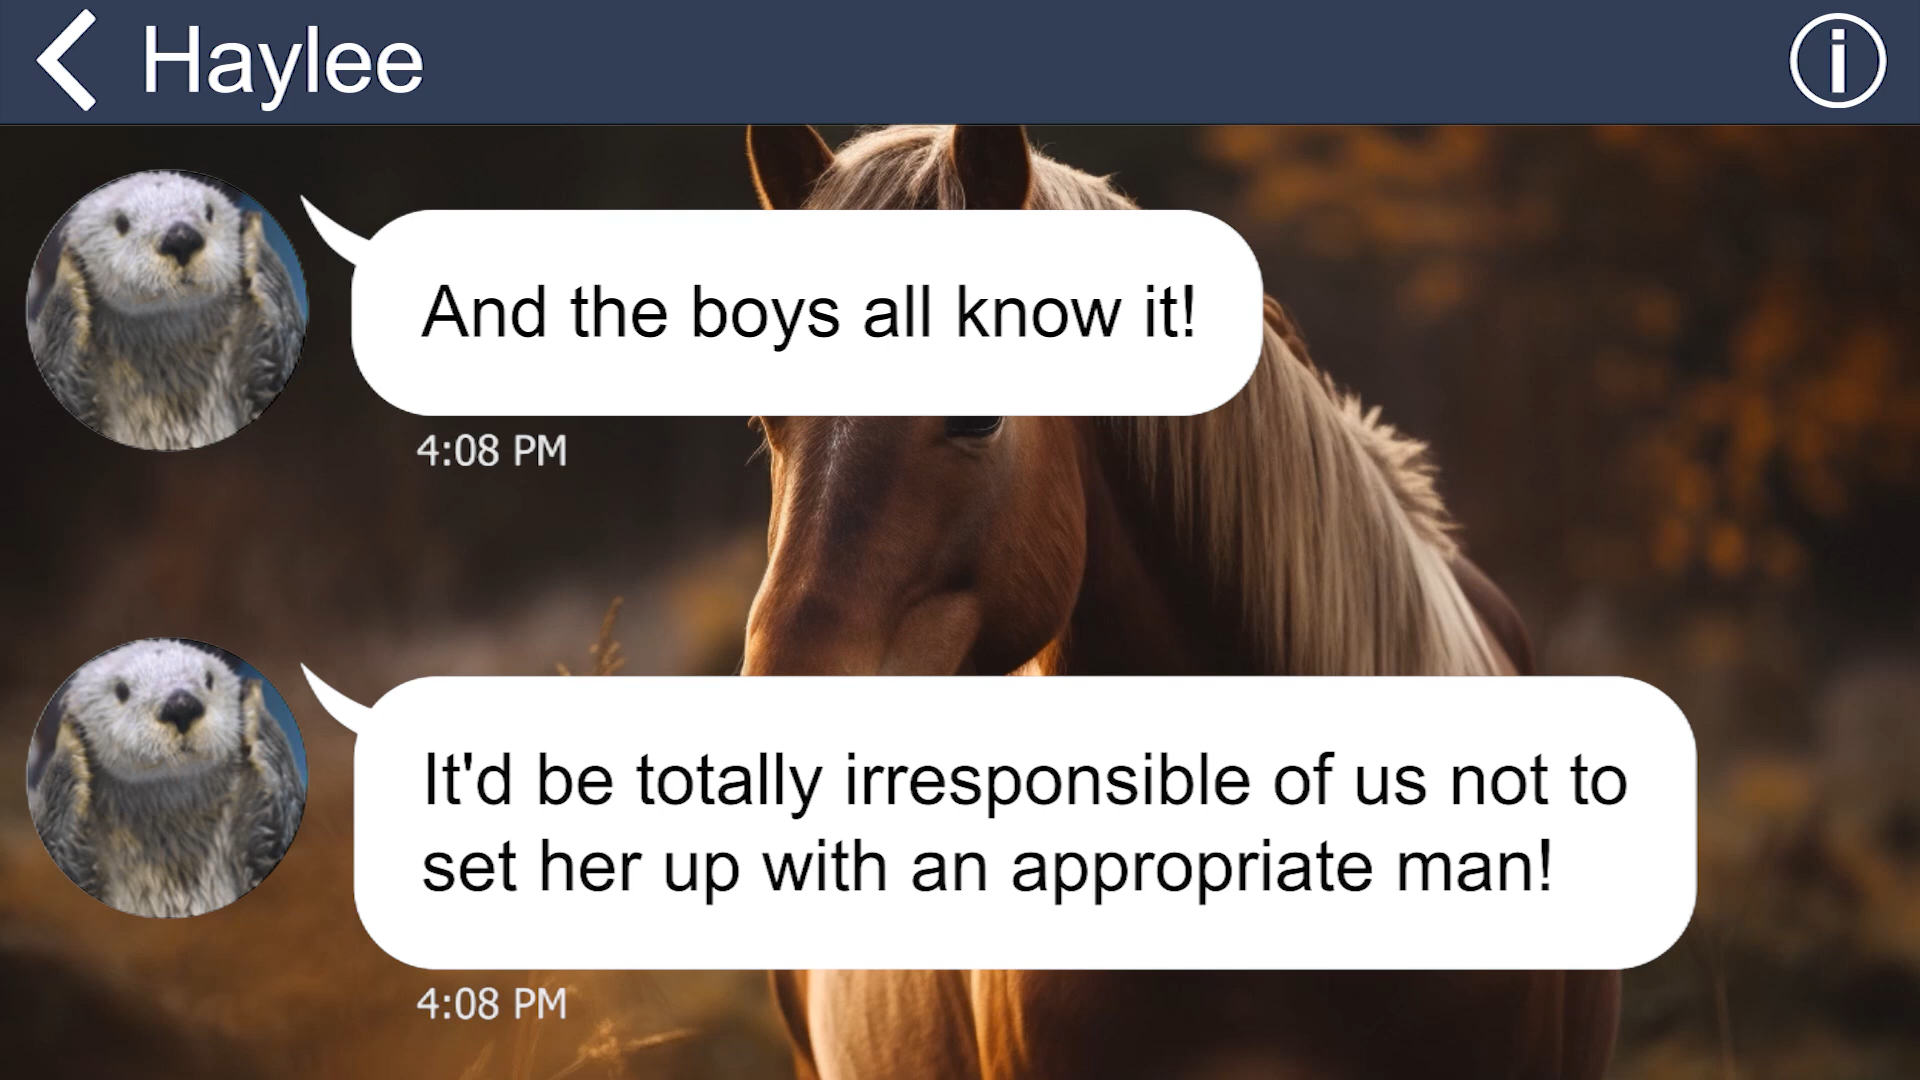 Haylee
And the boys all know it!
4:08 PM
It'd be totally irresponsible of us not to
set her up with an appropriate man!
4:08 PM